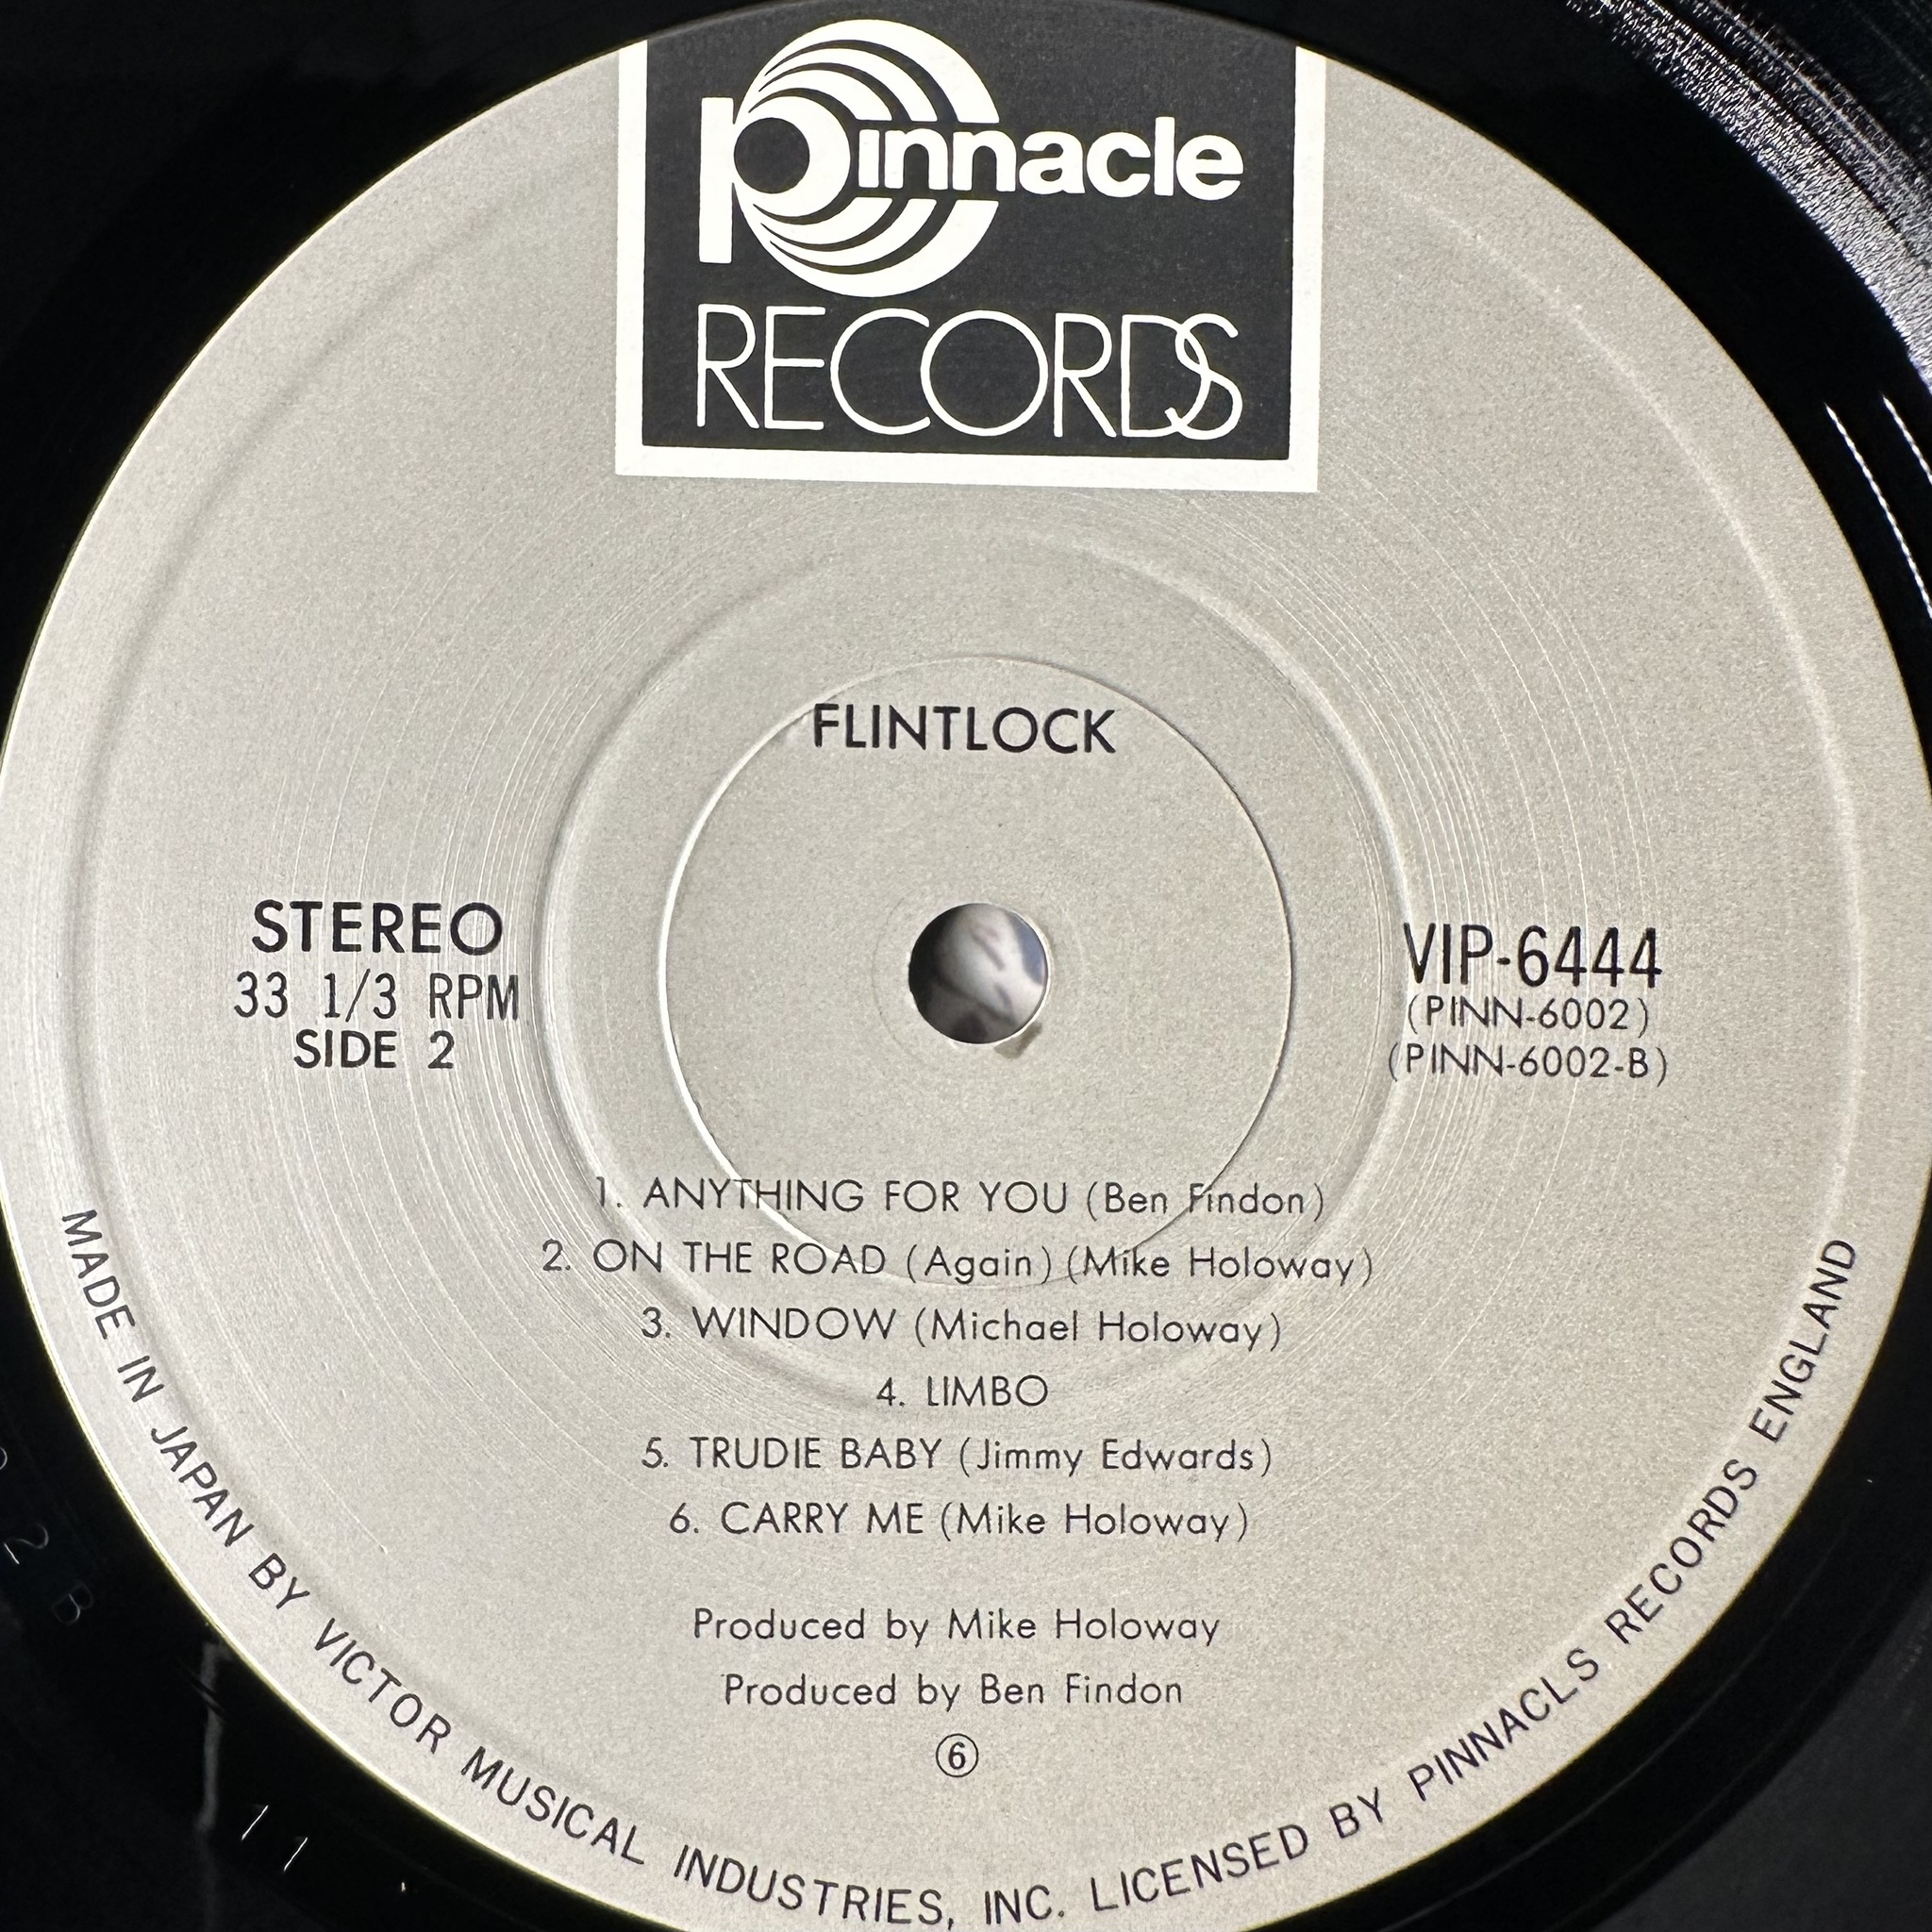 Pinnacle
RECORDS
FLINTLOCK
STEREO
33 1/3 RPM
SIDE 2
VIP-6444
(PINN-6002)
(PINN-6002-B)
1. ANYTHING FOR YOU (Ben Findon)
2. ON THE ROAD (Again) (Mike Holoway)
3. WINDOW (Michael Holoway)
4. LIMBO
5. TRUDIE BABY (Jimmy Edwards)
6. CARRY ME (Mike Holoway)
Produced by Mike Holoway
Produced by Ben Findon
⑥
MADE IN JAPAN BY VICTOR MUSICAL INDUSTRIES, INC. LICENSED BY PINNACLS RECORDS ENGLAND